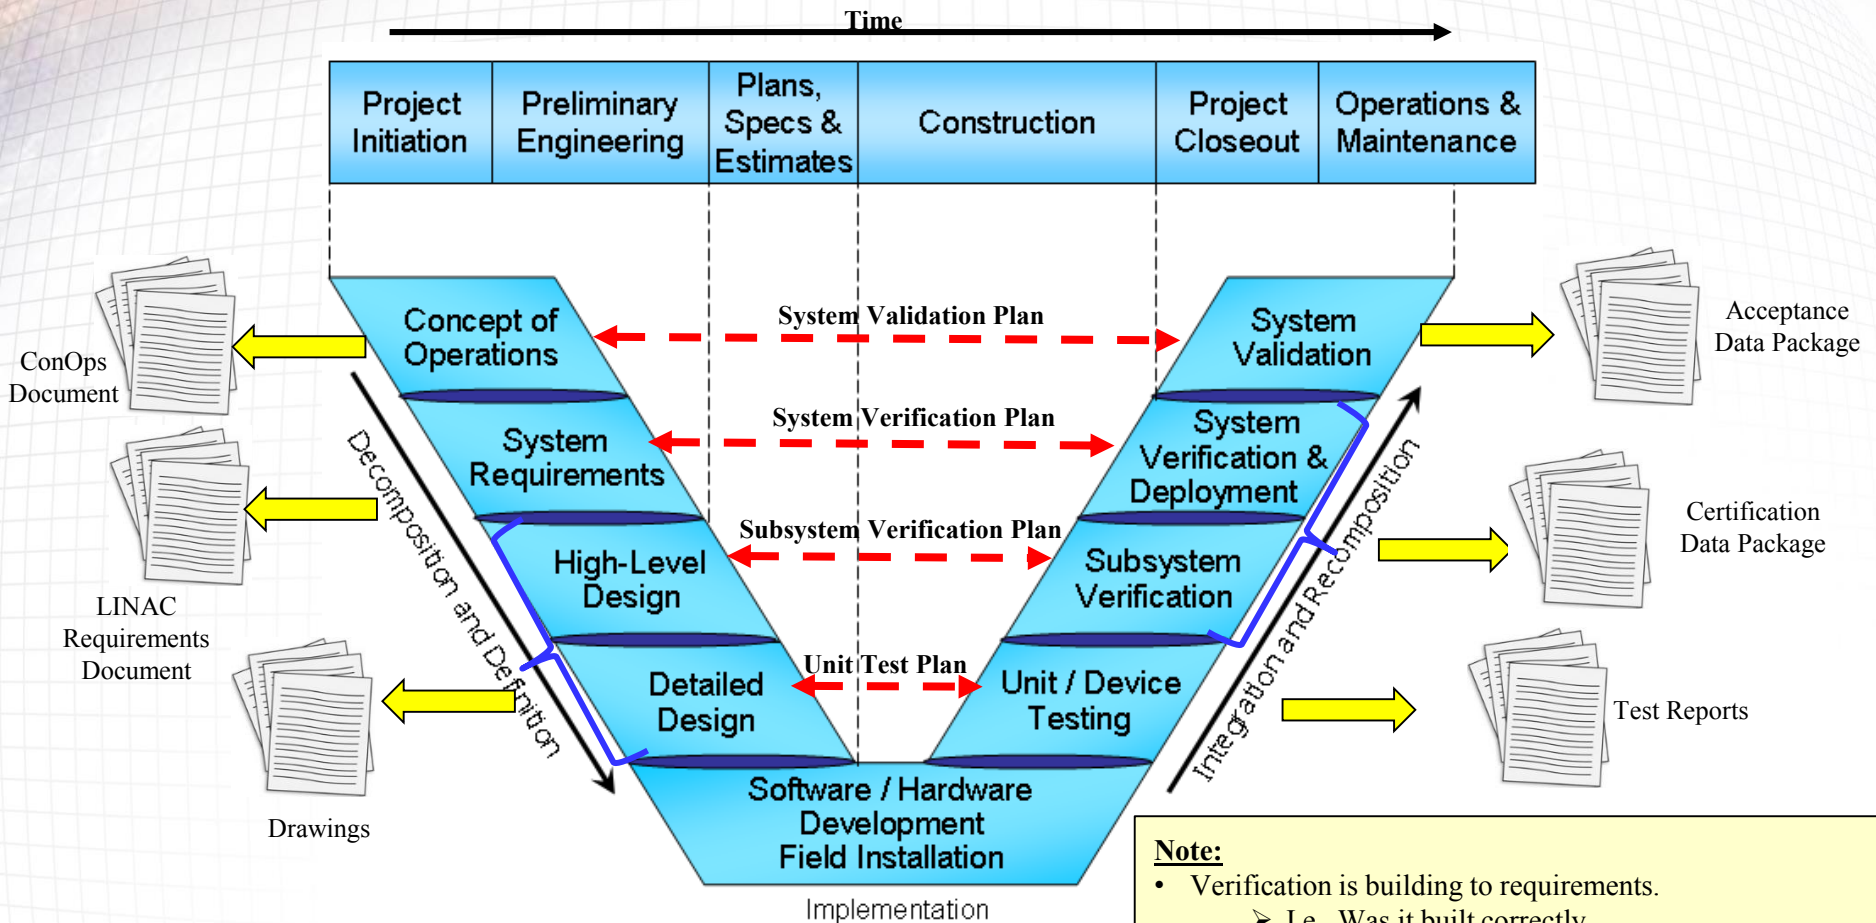 Time
Project
Initiation
Preliminary
Engineering
Plans,
Specs &
Estimates
Construction
Project
Closeout
Operations &
Maintenance
ConOps
Document
Concept of
Operations
System Validation Plan
System
Validation
Acceptance
Data Package
System
Requirements
System Verification Plan
System
Verification &
Deployment
Decomposition and Definition
Integration and Recomposition
LINAC
Requirements
Document
High-Level
Design
Subsystem Verification Plan
Subsystem
Verification
Certification
Data Package
Detailed
Design
Unit Test Plan
Unit / Device
Testing
Test Reports
Drawings
Software / Hardware
Development
Field Installation
Implementation
Note:
• Verification is building to requirements.
➢ I.e., Was it built correctly